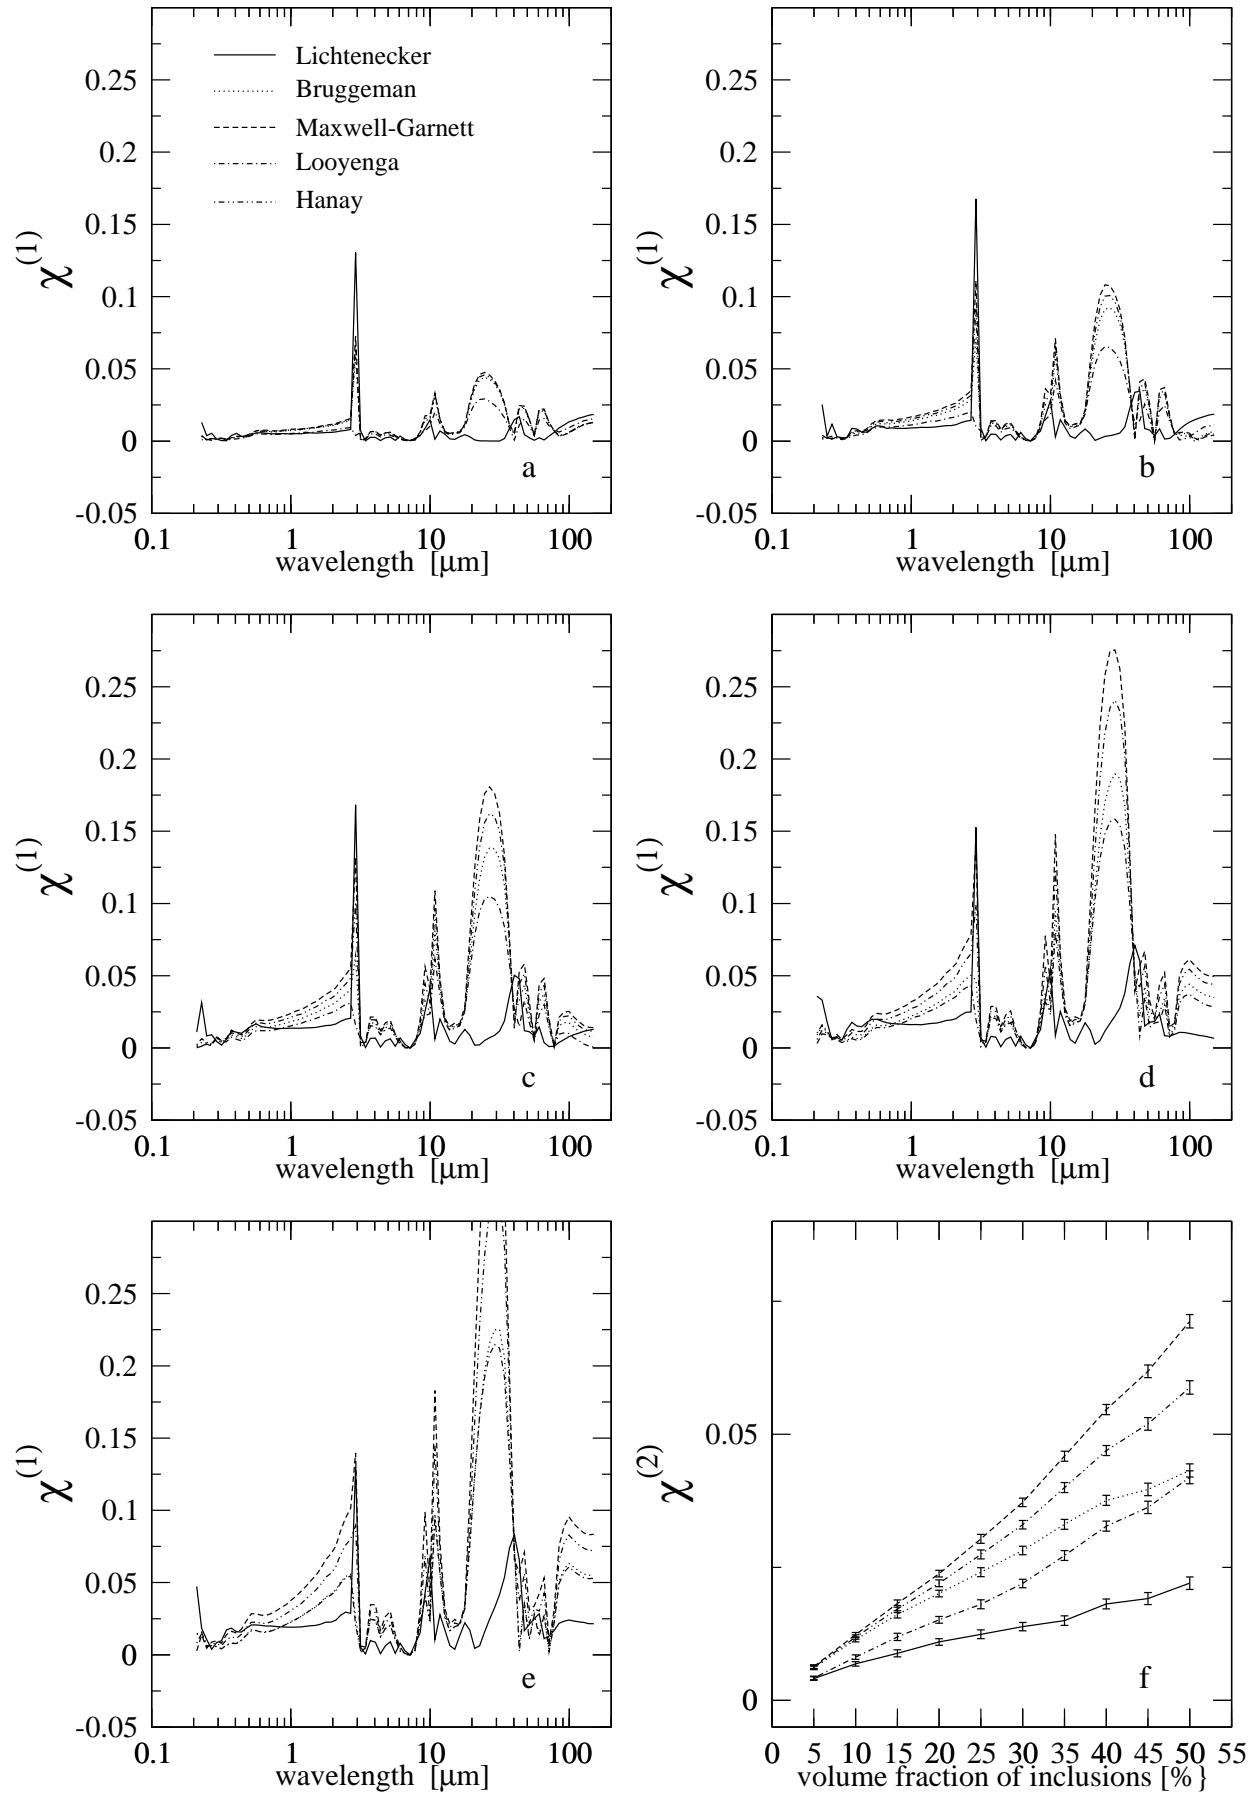 0.25
0.2
0.15
0.1
0.05
0
-0.05
χ(1)
Lichtenecker
Bruggeman
Maxwell-Garnett
Looyenga
Hanay
a
0.1 1 10 100
wavelength [μm]
0.25
0.2
0.15
0.1
0.05
0
-0.05
χ(1)
b
0.1 1 10 100
wavelength [μm]
0.25
0.2
0.15
0.1
0.05
0
-0.05
χ(1)
c
0.1 1 10 100
wavelength [μm]
0.25
0.2
0.15
0.1
0.05
0
-0.05
χ(1)
d
0.1 1 10 100
wavelength [μm]
0.25
0.2
0.15
0.1
0.05
0
-0.05
χ(1)
e
0.1 1 10 100
wavelength [μm]
0.05
0
χ(2)
f
0 5 10 15 20 25 30 35 40 45 50 55
volume fraction of inclusions [%}